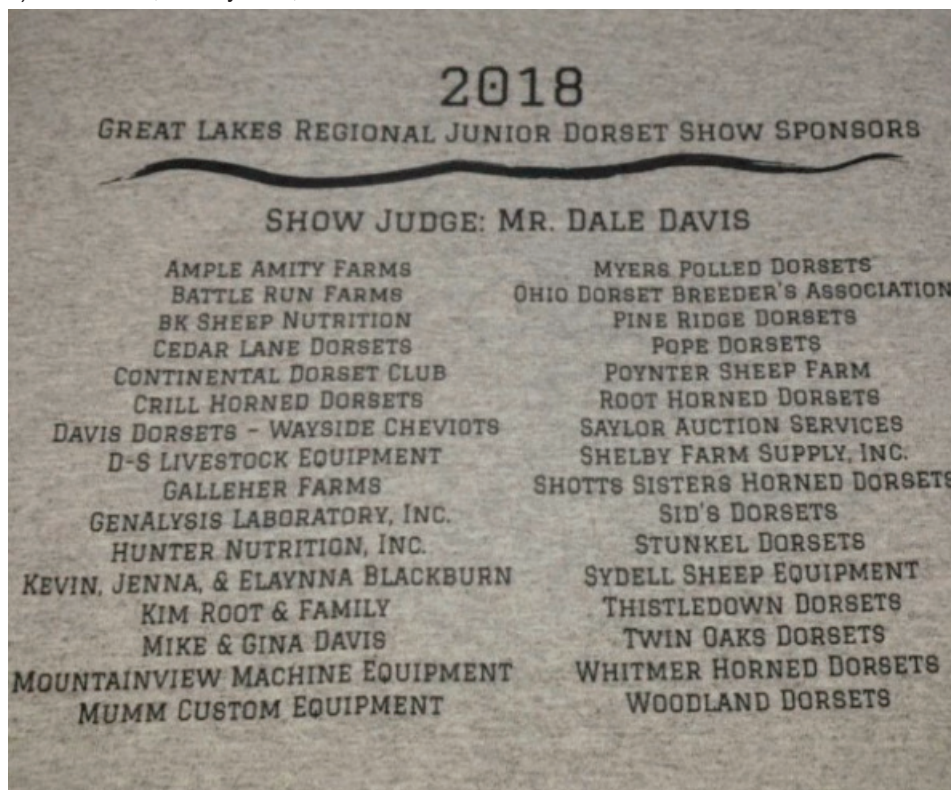 2018
GREAT LAKES REGIONAL JUNIOR DORSET SHOW SPONSORS
SHOW JUDGE: MR. DALE DAVIS
AMPLE AMITY FARMS
BATTLE RUN FARMS
BK SHEEP NUTRITION
CEDAR LANE DORSETS
CONTINENTAL DORSET CLUB
CRILL HORNED DORSETS
DAVIS DORSETS - WAYSIDE CHEVIOTS
D-S LIVESTOCK EQUIPMENT
GALLEHER FARMS
GENALYSIS LABORATORY, INC.
HUNTER NUTRITION, INC.
KEVIN, JENNA, & ELAYNNA BLACKBURN
KIM ROOT & FAMILY
MIKE & GINA DAVIS
MOUNTAINVIEW MACHINE EQUIPMENT
MUMM CUSTOM EQUIPMENT
MYERS POLLED DORSETS
OHIO DORSET BREEDER'S ASSOCIATION
PINE RIDGE DORSETS
POPE DORSETS
POYNTER SHEEP FARM
ROOT HORNED DORSETS
SAYLOR AUCTION SERVICES
SHELBY FARM SUPPLY, INC.
SHOTTS SISTERS HORNED DORSETS
SID'S DORSETS
STUNKEL DORSETS
SYDELL SHEEP EQUIPMENT
THISTLEDOWN DORSETS
TWIN OAKS DORSETS
WHITMER HORNED DORSETS
WOODLAND DORSETS